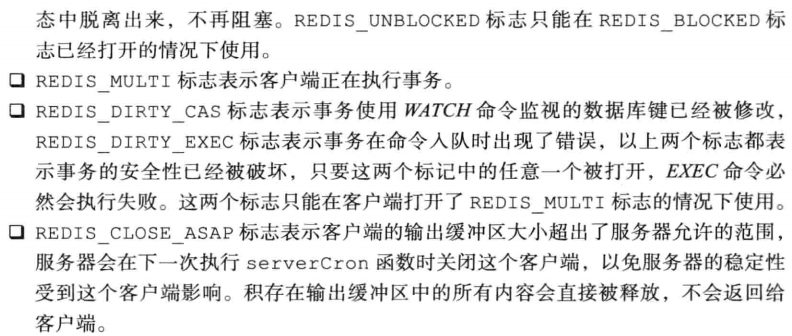 态中脱离出来，不再阻塞。REDIS_UNBLOCKED 标志只能在 REDIS_BLOCKED 标
志已经打开的情况下使用。
❑ REDIS_MULTI 标志表示客户端正在执行事务。
❑ REDIS_DIRTY_CAS 标志表示事务使用 WATCH 命令监视的数据库键已经被修改，
REDIS_DIRTY_EXEC 标志表示事务在命令入队时出现了错误，以上两个标志都表
示事务的安全性已经被破坏，只要这两个标记中的任意一个被打开，EXEC 命令必
然会执行失败。这两个标志只能在客户端打开了 REDIS_MULTI 标志的情况下使用。
❑ REDIS_CLOSE_ASAP 标志表示客户端的输出缓冲区大小超出了服务器允许的范围，
服务器会在下一次执行 serverCron 函数时关闭这个客户端，以免服务器的稳定性
受到这个客户端影响。积存在输出缓冲区中的所有内容会直接被释放，不会返回给
客户端。